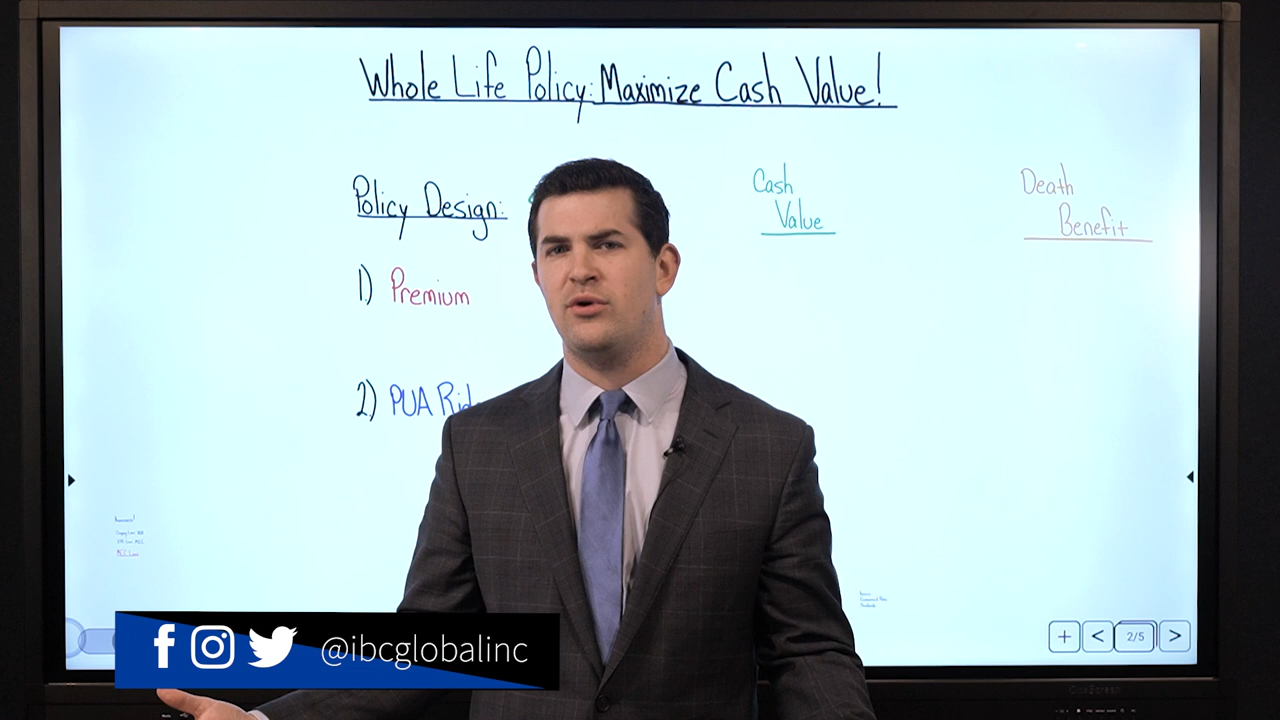 Whole Life Policy: Maximize Cash Value!
Policy Design:
Cash
Value
Death
Benefit
1.) Premium
2) PUA Rid
2/5
f @ibcglobalinc